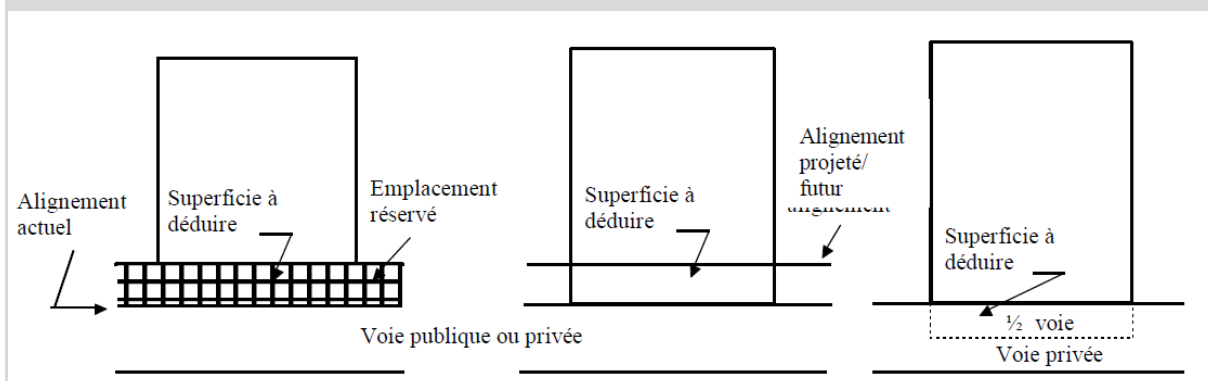 Alignement
actuel
Superficie à
déduire
Emplacement
réservé
Superficie à
déduire
Alignement
projeté/
futur
alignement
Superficie à
déduire
½ voie
Voie publique ou privée
Voie privée